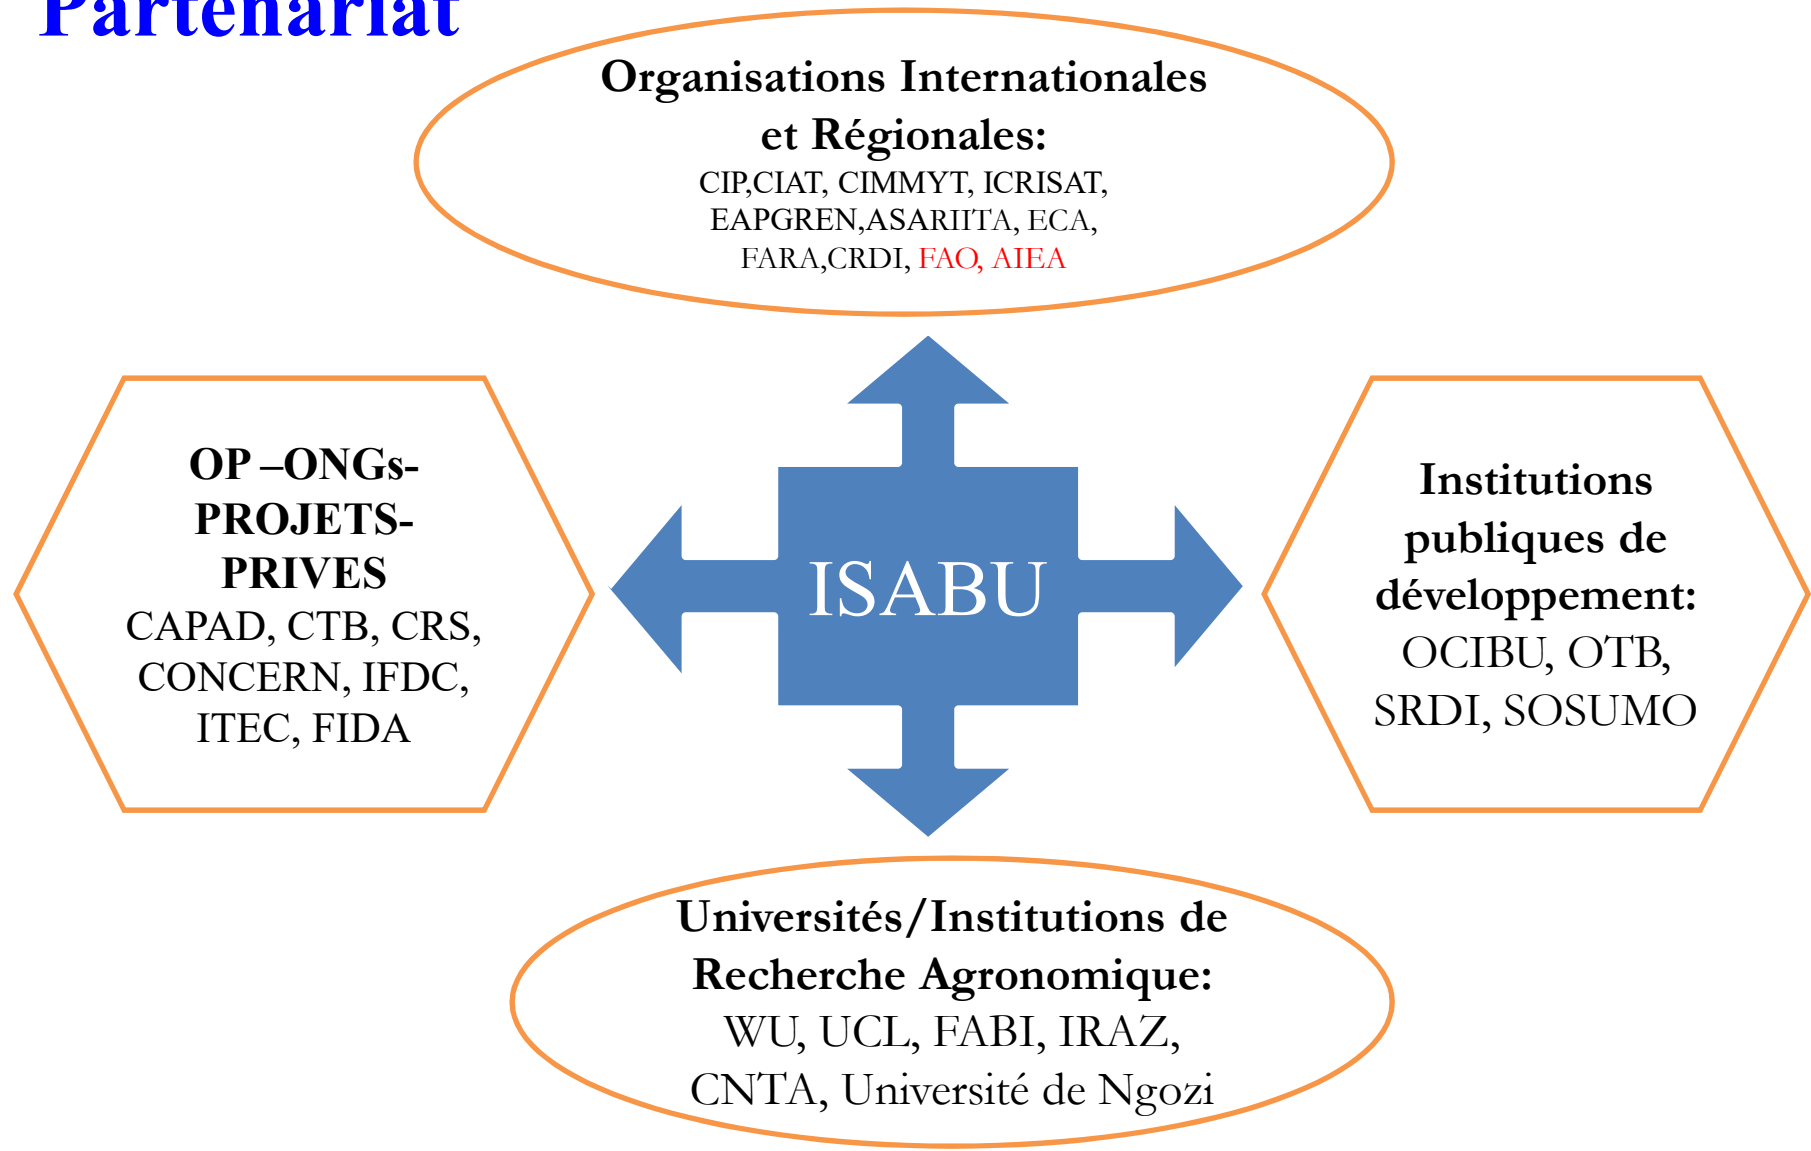 Partenariat
Organisations Internationales
et Régionales:
CIP,CIAT, CIMMYT, ICRISAT,
EAPGREN,ASARIITA, ECA,
FARA,CRDI, FAO, AIEA
OP –ONGs-
PROJETS-
PRIVES
CAPAD, CTB, CRS,
CONCERN, IFDC,
ITEC, FIDA
ISABU
Institutions
publiques de
développement:
OCIBU, OTB,
SRDI, SOSUMO
Universités/Institutions de
Recherche Agronomique:
WU, UCL, FABI, IRAZ,
CNTA, Université de Ngozi